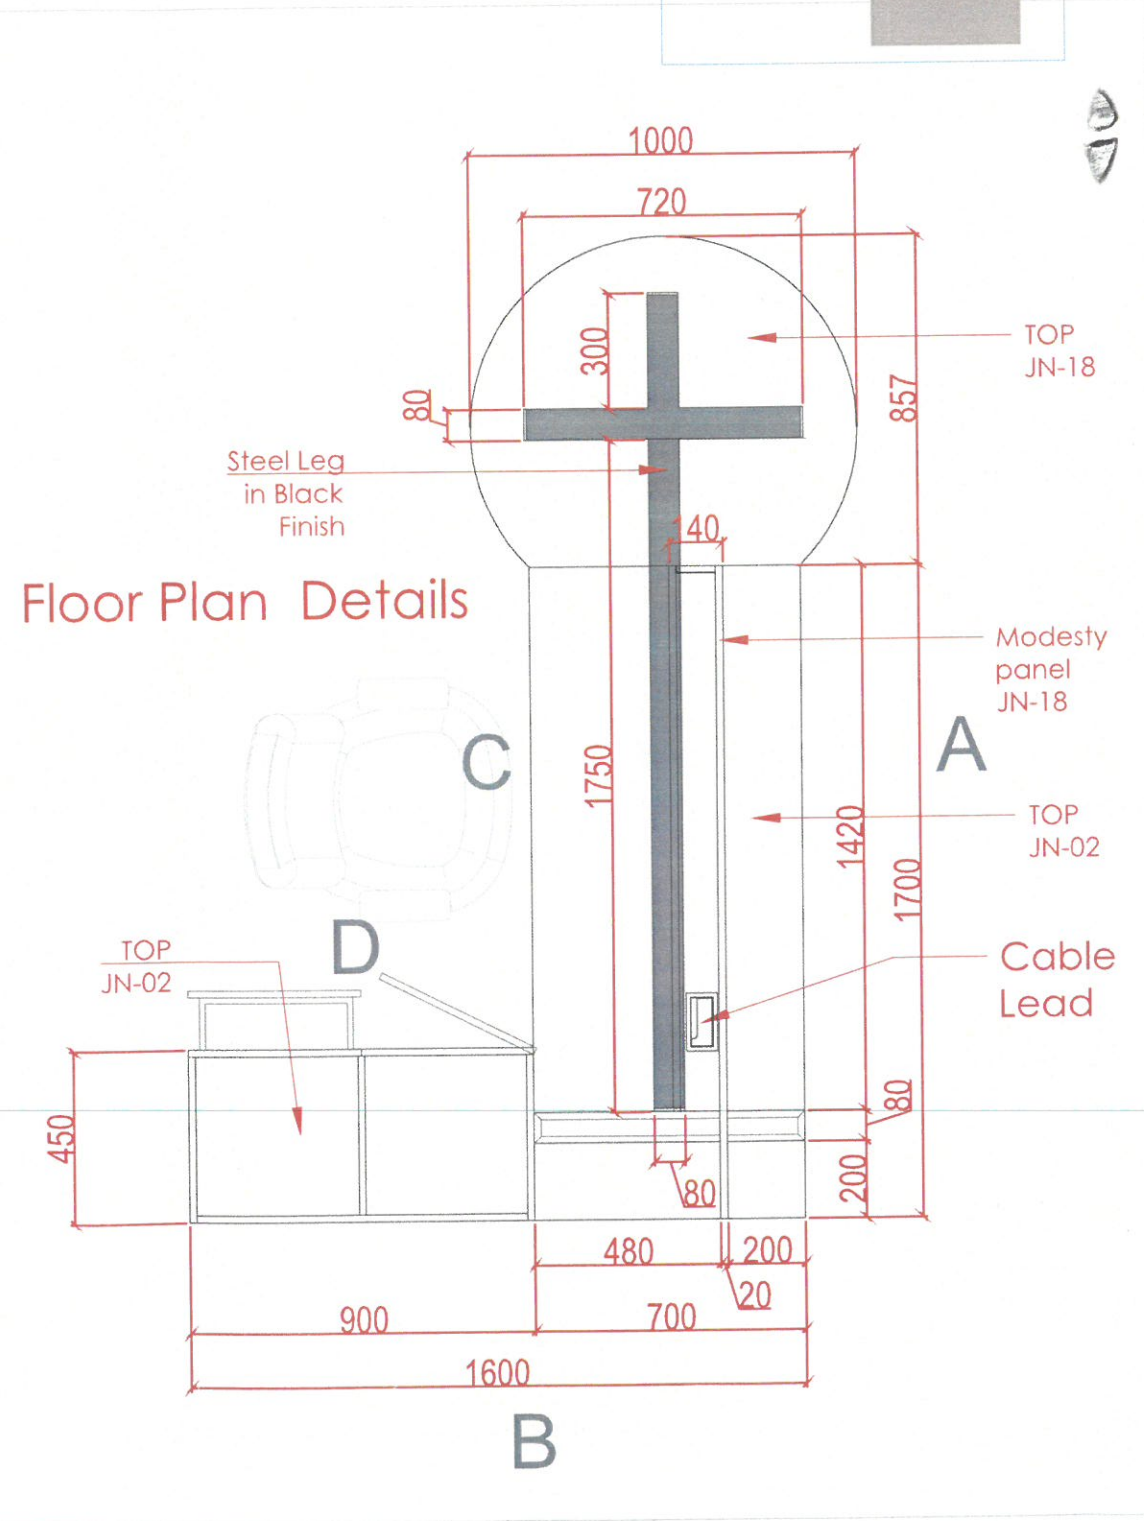 1000
720
300
80
857
TOP
JN-18
Steel Leg
in Black
Finish
140
Floor Plan Details
Modesty
panel
JN-18
C
A
1750
1420
TOP
JN-02
1700
D
TOP
JN-02
Cable
Lead
450
80
200
80
480
200
20
900
700
1600
B